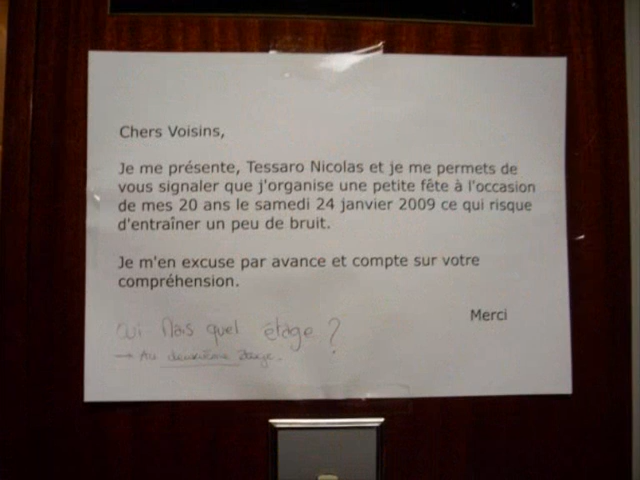 Chers Voisins,
Je me présente, Tessaro Nicolas et je me permets de
vous signaler que j'organise une petite fête à l'occasion
de mes 20 ans le samedi 24 janvier 2009 ce qui risque
d'entraîner un peu de bruit.
Je m'en excuse par avance et compte sur votre
compréhension.
Merci
Oui Mais quel étage ?
→ Au deuxième étage.